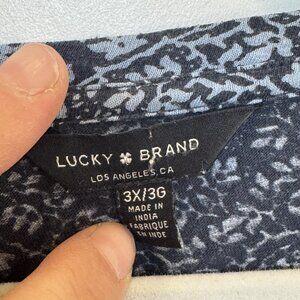 LUCKY BRAND
LOS ANGELES, CA
3X/3G
MADE IN
INDIA
FABRIQUE
EN INDE